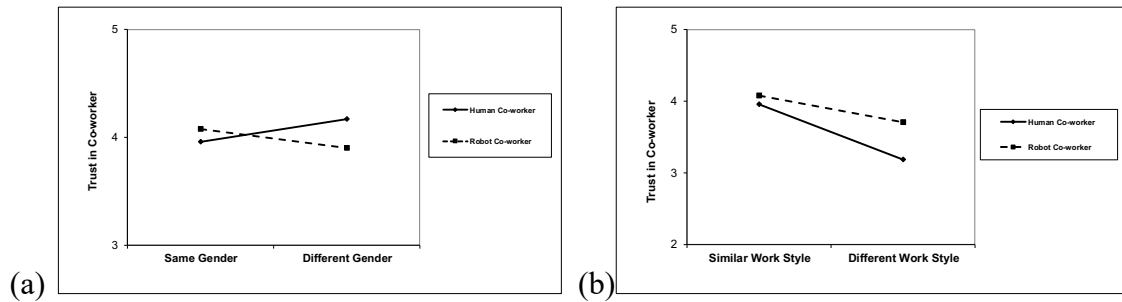 (a)
Trust in Co-worker
5
4
3
Same Gender
Different Gender
Human Co-worker
Robot Co-worker
(b)
Trust in Co-worker
5
4
3
2
Similar Work Style
Different Work Style
Human Co-worker
Robot Co-worker